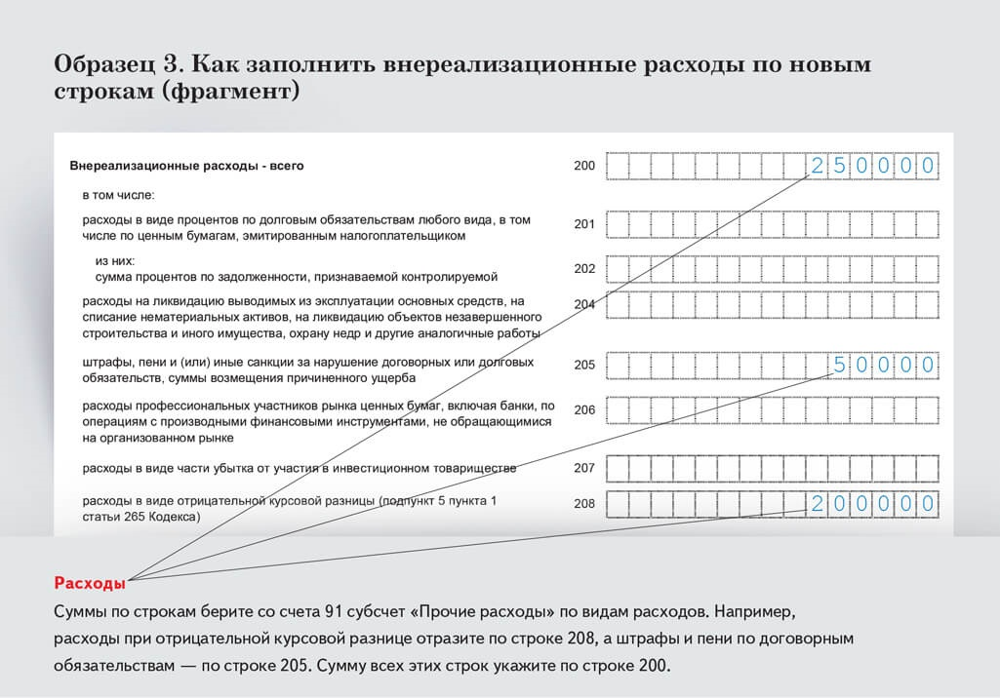 Образец 3. Как заполнить внереализационные расходы по новым
строкам (фрагмент)
Внереализационные расходы - всего 200 250000
в том числе:
расходы в виде процентов по долговым обязательствам любого вида, в том
числе по ценным бумагам, эмитированным налогоплательщиком 201
из них:
сумма процентов по задолженности, признаваемой контролируемой 202
расходы на ликвидацию выводимых из эксплуатации основных средств, на 204
списание нематериальных активов, на ликвидацию объектов незавершенного
строительства и иного имущества, охрану недр и другие аналогичные работы
штрафы, пени и (или) иные санкции за нарушение договорных или долговых 205 50000
обязательств, суммы возмещения причиненного ущерба
расходы профессиональных участников рынка ценных бумаг, включая банки, по 206
операциям с производными финансовыми инструментами, не обращающимися
на организованном рынке
расходы в виде части убытка от участия в инвестиционном товариществе 207
расходы в виде отрицательной курсовой разницы (подпункт 5 пункта 1 208 200000
статьи 265 Кодекса)
Расходы
Суммы по строкам берите со счета 91 субсчет «Прочие расходы» по видам расходов. Например,
расходы при отрицательной курсовой разнице отразите по строке 208, а штрафы и пени по договорным
обязательствам — по строке 205. Сумму всех этих строк укажите по строке 200.